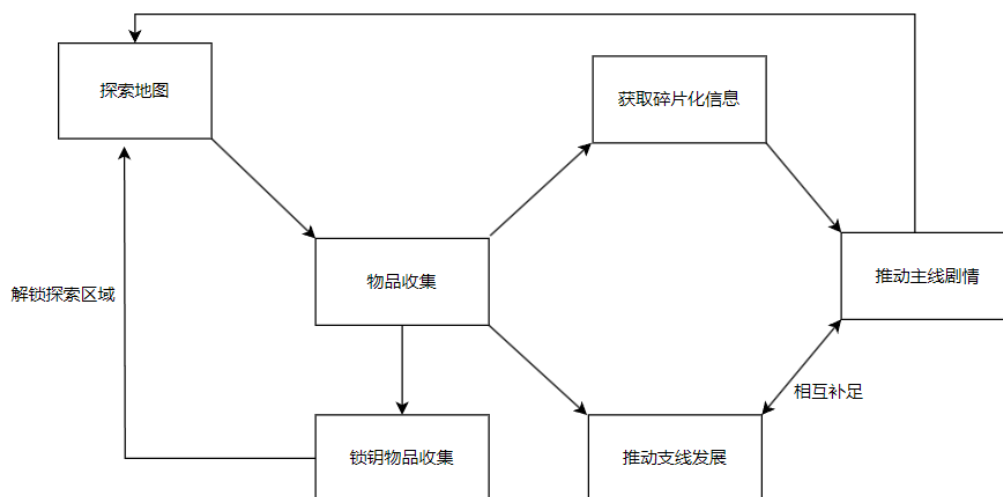 探索地图
获取碎片化信息
物品收集
推动主线剧情
解锁探索区域
相互补足
锁钥物品收集
推动支线发展